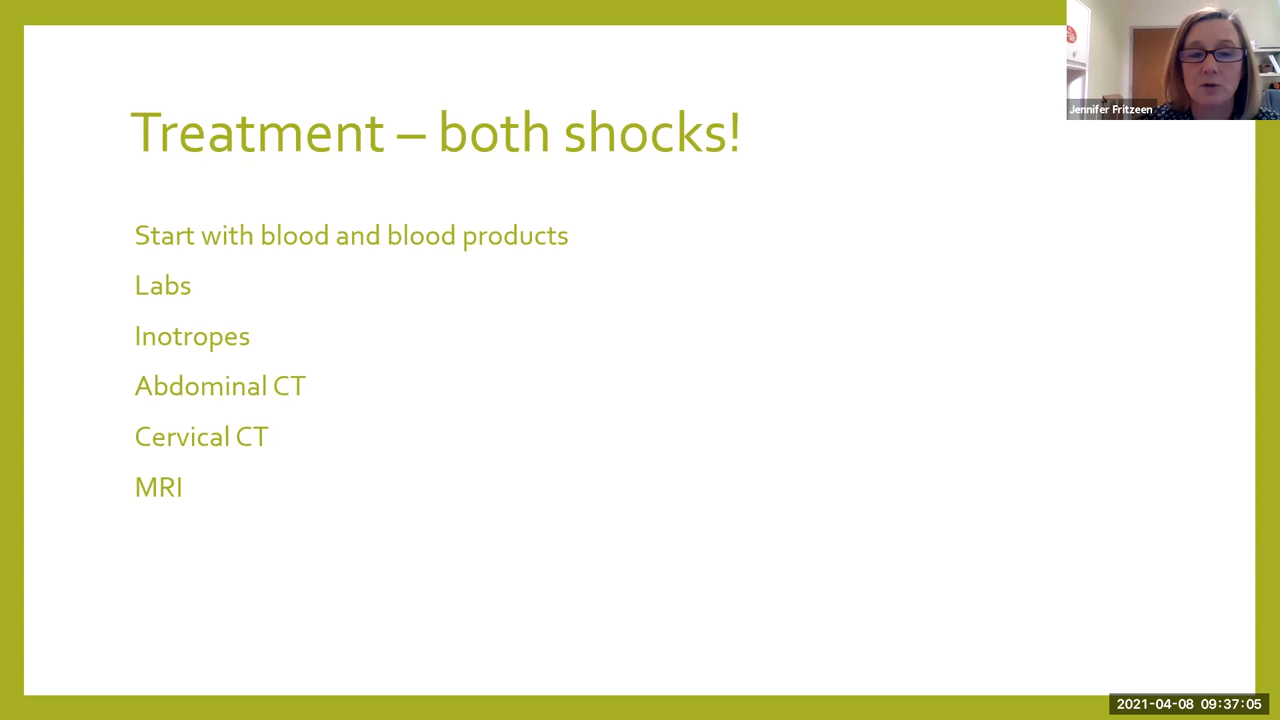 Jennifer Fritzeen
Treatment – both shocks!
Start with blood and blood products
Labs
Inotropes
Abdominal CT
Cervical CT
MRI
2021-04-08 09:37:05